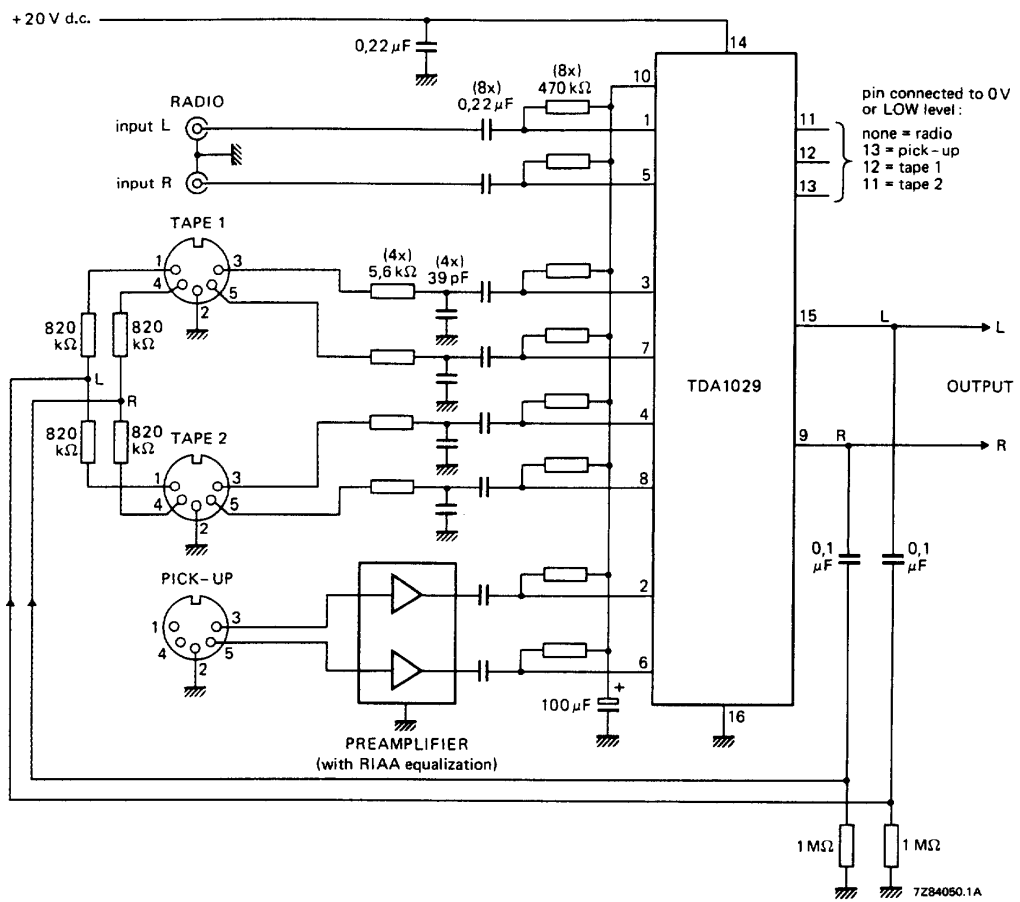 +20 V d.c.
0,22 µF
14
RADIO
input L
input R
(8x)
0,22 µF
(8x)
470 kΩ
10
1
5
pin connected to 0 V
or LOW level :
none = radio
13 = pick-up
12 = tape 1
11 = tape 2
11
12
13
TAPE 1
1
4
2
3
5
(4x)
5,6 kΩ
(4x)
39 pF
3
7
820
kΩ
820
kΩ
L
R
820
kΩ
820
kΩ
TAPE 2
1
4
2
3
5
4
8
TDA1029
15
L
L
OUTPUT
9
R
R
0,1
µF
0,1
µF
PICK-UP
1
4
2
3
5
2
6
100 µF
+
16
PREAMPLIFIER
(with RIAA equalization)
1 MΩ
1 MΩ
7Z84050.1A